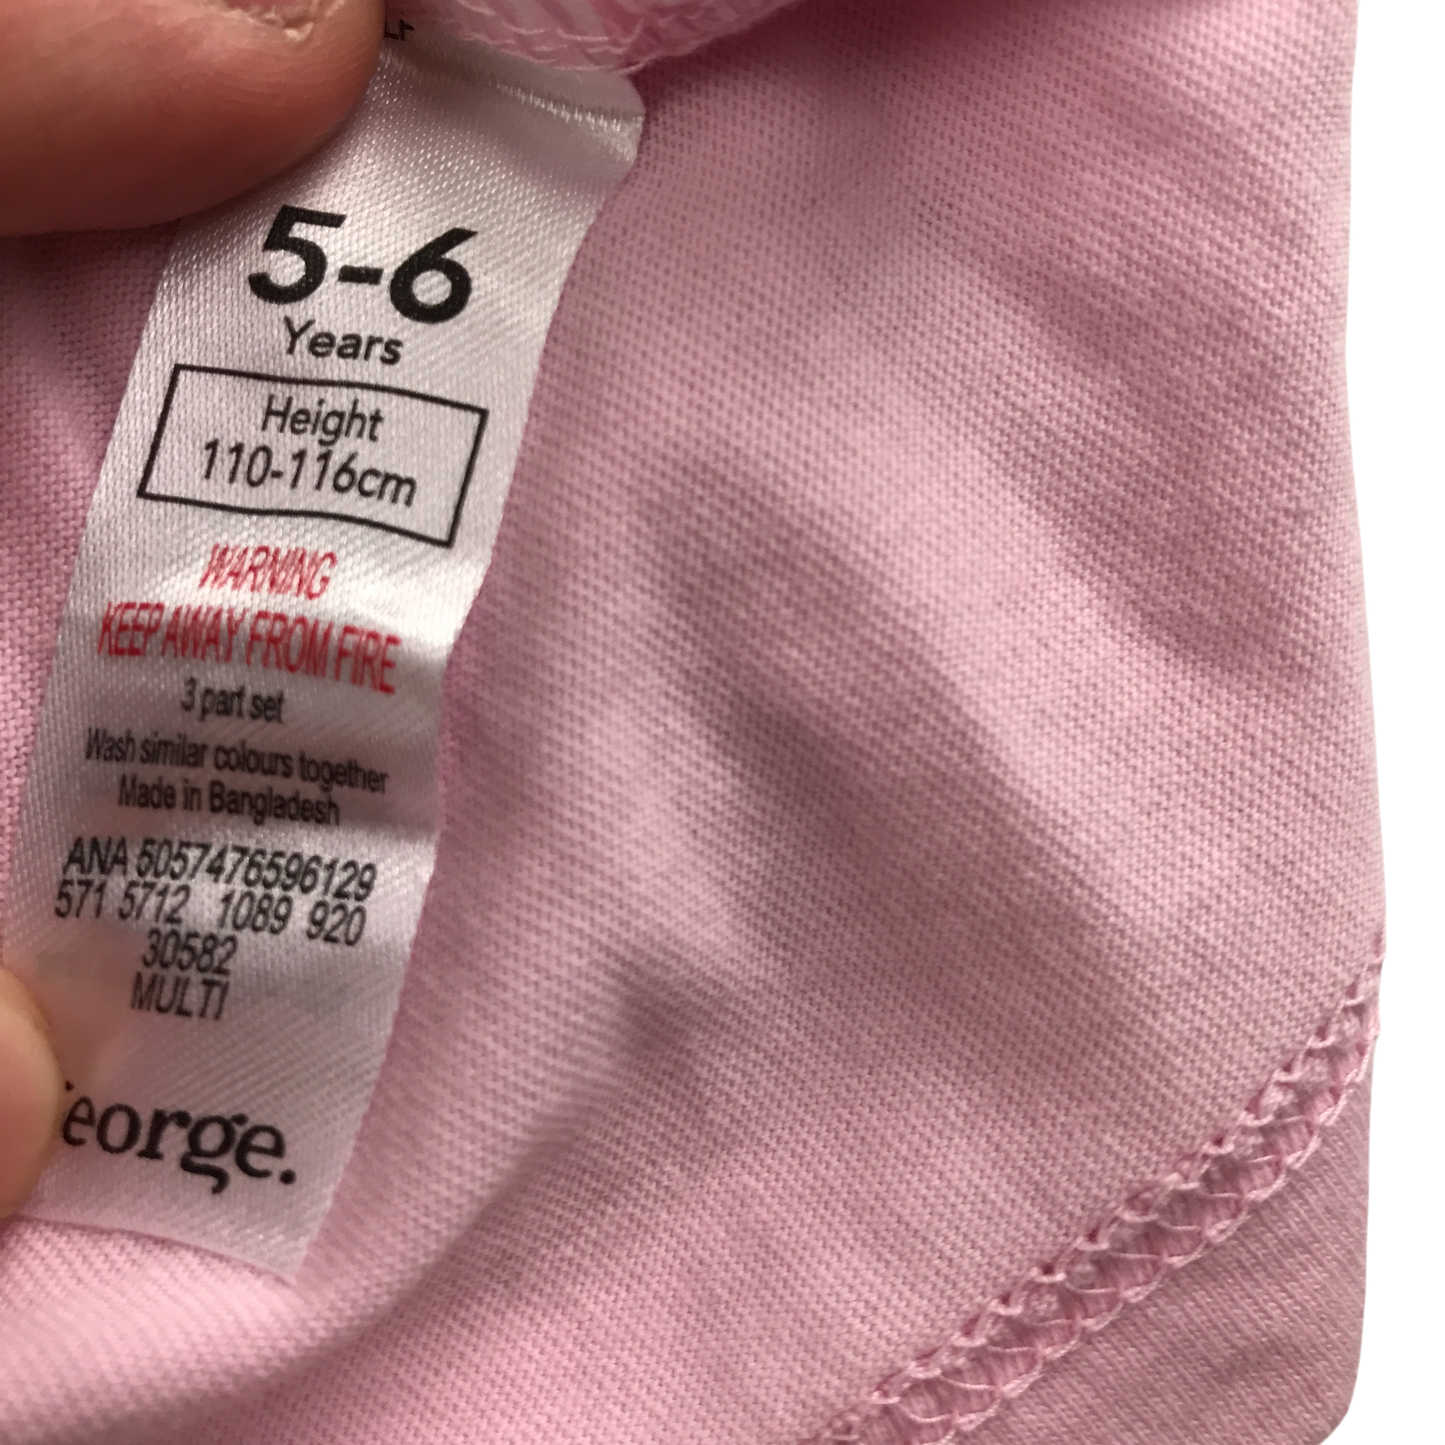 5-6
Years
Height
110-116cm
WARNING
KEEP AWAY FROM FIRE
3 part set
Wash similar colours together
Made in Bangladesh
ANA 5057476596129
571 5712 1089 920
30582
MULTI
eorge.